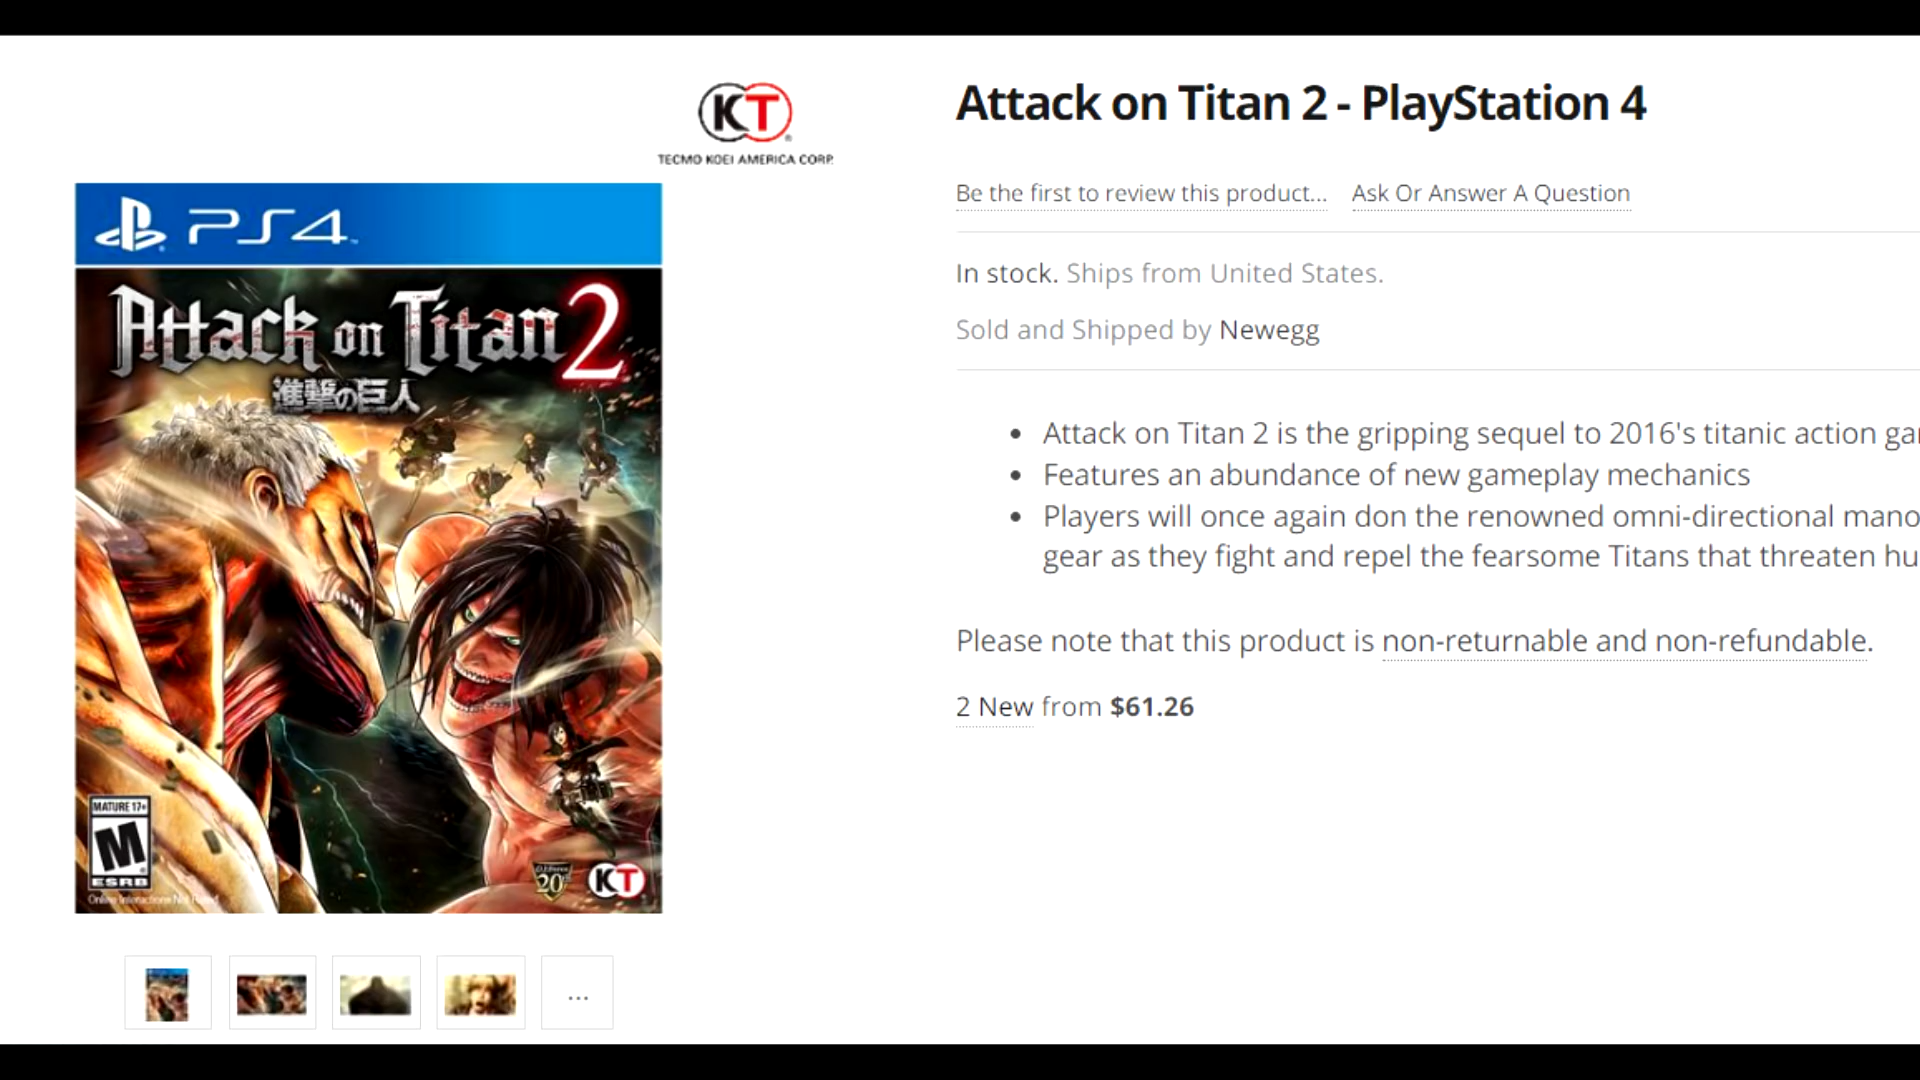 KT
TECMO KOEI AMERICA CORP.
PS4
Attack on Titan 2
進撃の巨人
MATURE 17+
M
ESRB
20
KT
Attack on Titan 2 - PlayStation 4
Be the first to review this product... Ask Or Answer A Question
In stock. Ships from United States.
Sold and Shipped by Newegg
• Attack on Titan 2 is the gripping sequel to 2016's titanic action ga
• Features an abundance of new gameplay mechanics
• Players will once again don the renowned omni-directional mano
gear as they fight and repel the fearsome Titans that threaten hu
Please note that this product is non-returnable and non-refundable.
2 New from $61.26
...